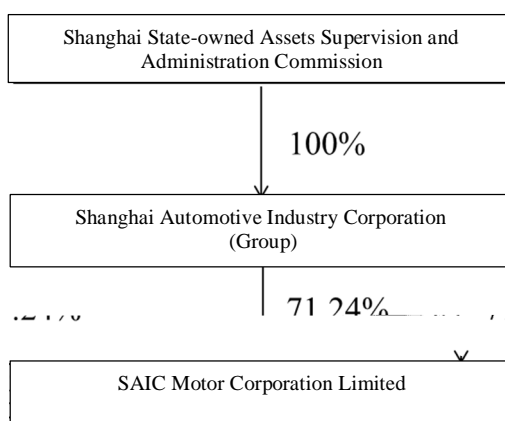 Shanghai State-owned Assets Supervision and
Administration Commission
100%
Shanghai Automotive Industry Corporation
(Group)
71.24%
SAIC Motor Corporation Limited